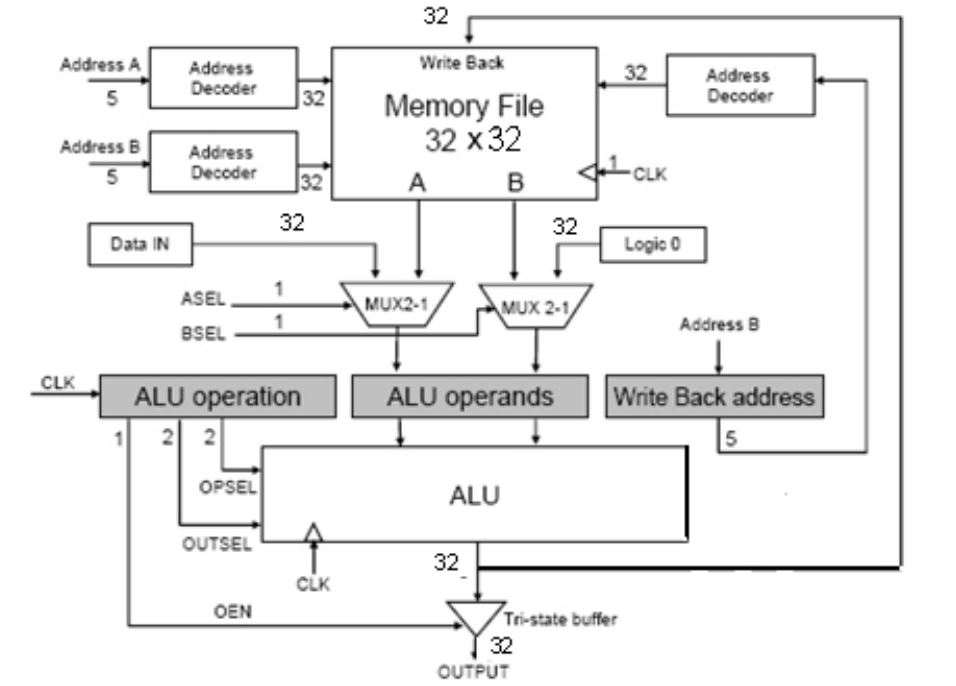 32
Address A
5
Address
Decoder
32
Write Back
Memory File
32 x 32
A B
32
Address
Decoder
Address B
5
Address
Decoder
32
1
CLK
Data IN
32
32
Logic 0
ASEL
1
BSEL
1
MUX2-1
MUX 2-1
Address B
CLK
ALU operation
ALU operands
Write Back address
1
2
2
5
OPSEL
ALU
OUTSEL
CLK
32
OEN
Tri-state buffer
32
OUTPUT